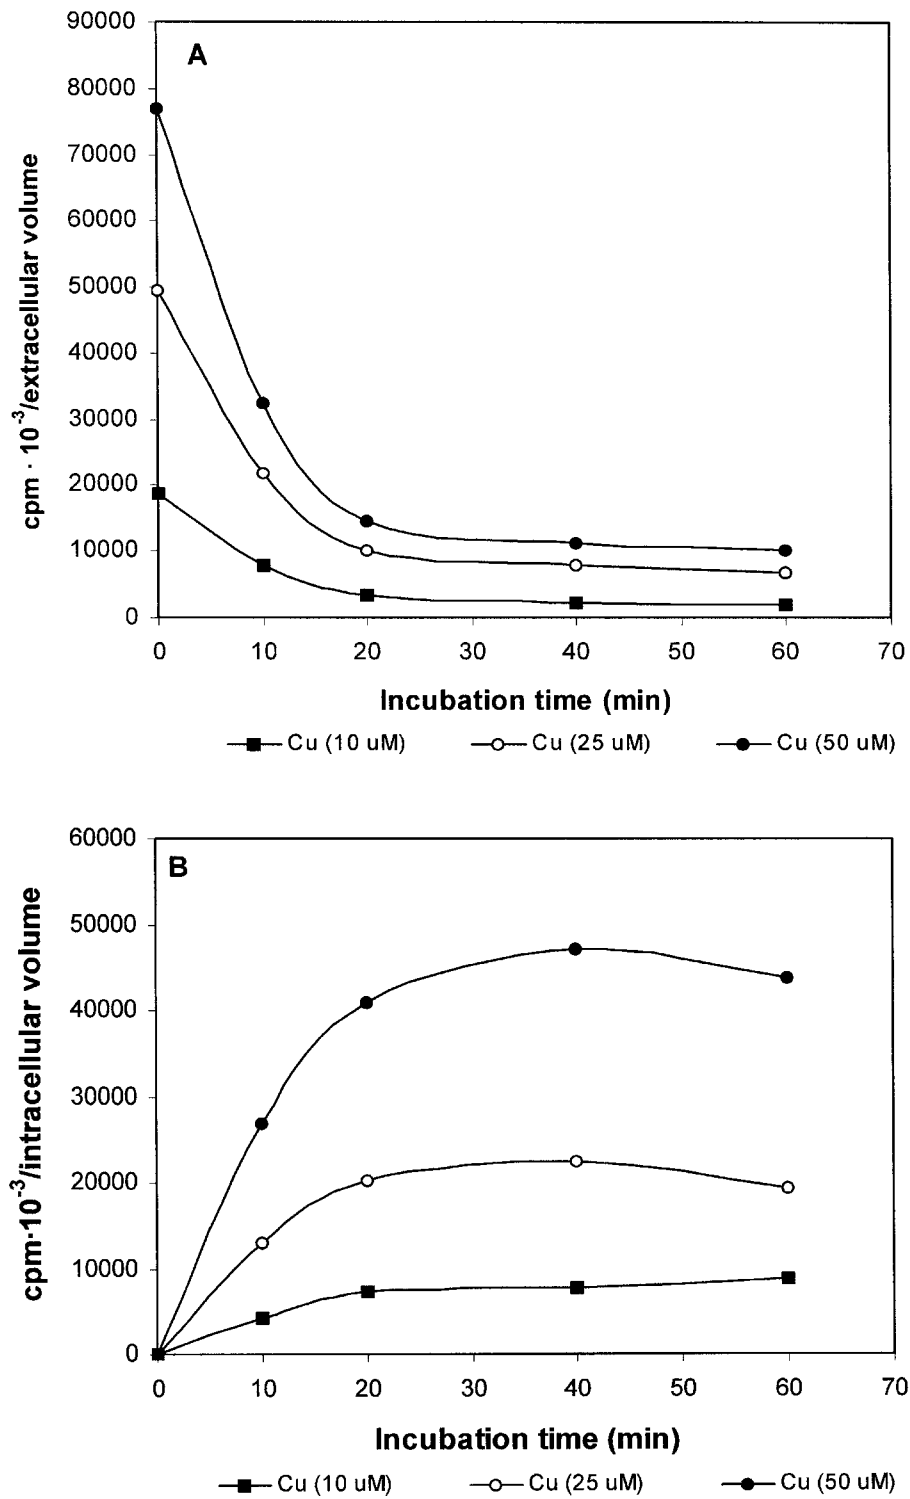 A
90000
80000
70000
60000
50000
40000
30000
20000
10000
0
cpm · 10⁻³/extracellular volume
0 10 20 30 40 50 60 70
Incubation time (min)
Cu (10 uM) Cu (25 uM) Cu (50 uM)
B
60000
50000
40000
30000
20000
10000
0
cpm·10⁻³/intracellular volume
0 10 20 30 40 50 60 70
Incubation time (min)
Cu (10 uM) Cu (25 uM) Cu (50 uM)